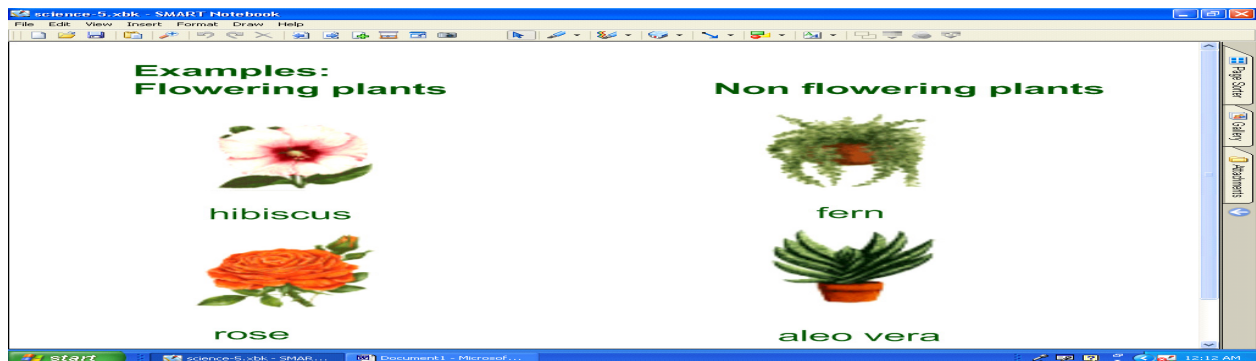 science-5.xbk - SMART Notebook
File Edit View Insert Format Draw Help
Examples:
Flowering plants
Non flowering plants
hibiscus
fern
rose
aleo vera
Page Sorter
Gallery
Attachments
start
science-5.xbk - SMAR...
Document1 - Microsof...
12:12 AM